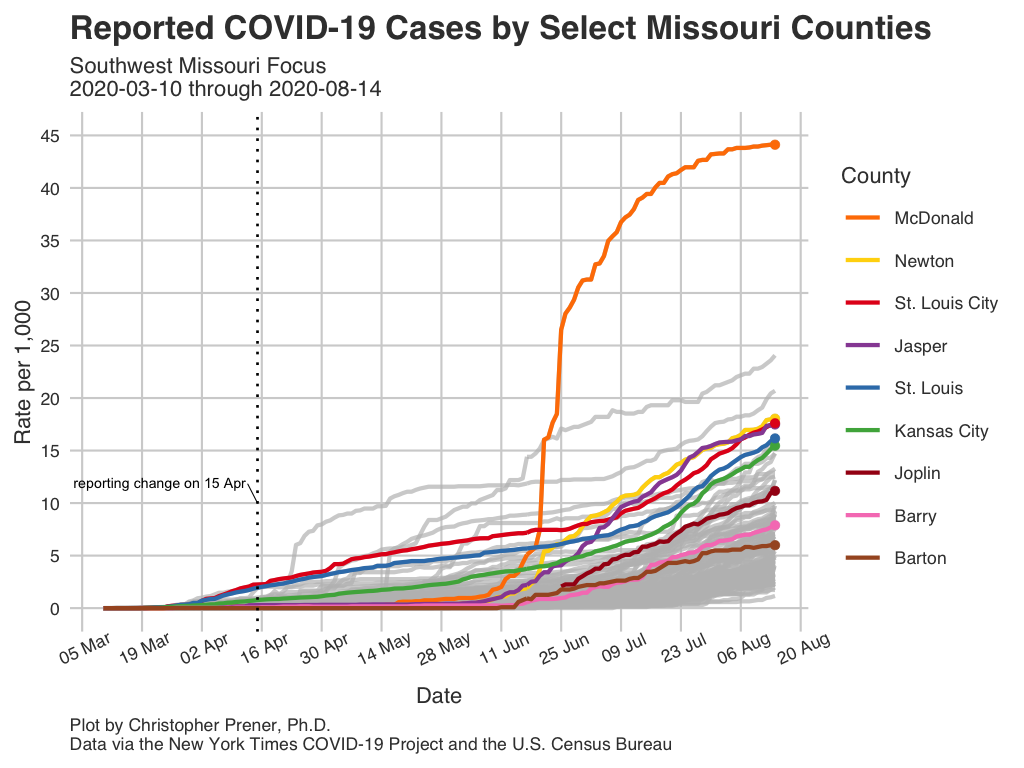 Reported COVID-19 Cases by Select Missouri Counties
Southwest Missouri Focus
2020-03-10 through 2020-08-14
Rate per 1,000
45
40
35
30
25
20
15
10
5
0
reporting change on 15 Apr
05 Mar
19 Mar
02 Apr
16 Apr
30 Apr
14 May
28 May
11 Jun
25 Jun
09 Jul
23 Jul
06 Aug
20 Aug
Date
County
McDonald
Newton
St. Louis City
Jasper
St. Louis
Kansas City
Joplin
Barry
Barton
Plot by Christopher Prener, Ph.D.
Data via the New York Times COVID-19 Project and the U.S. Census Bureau